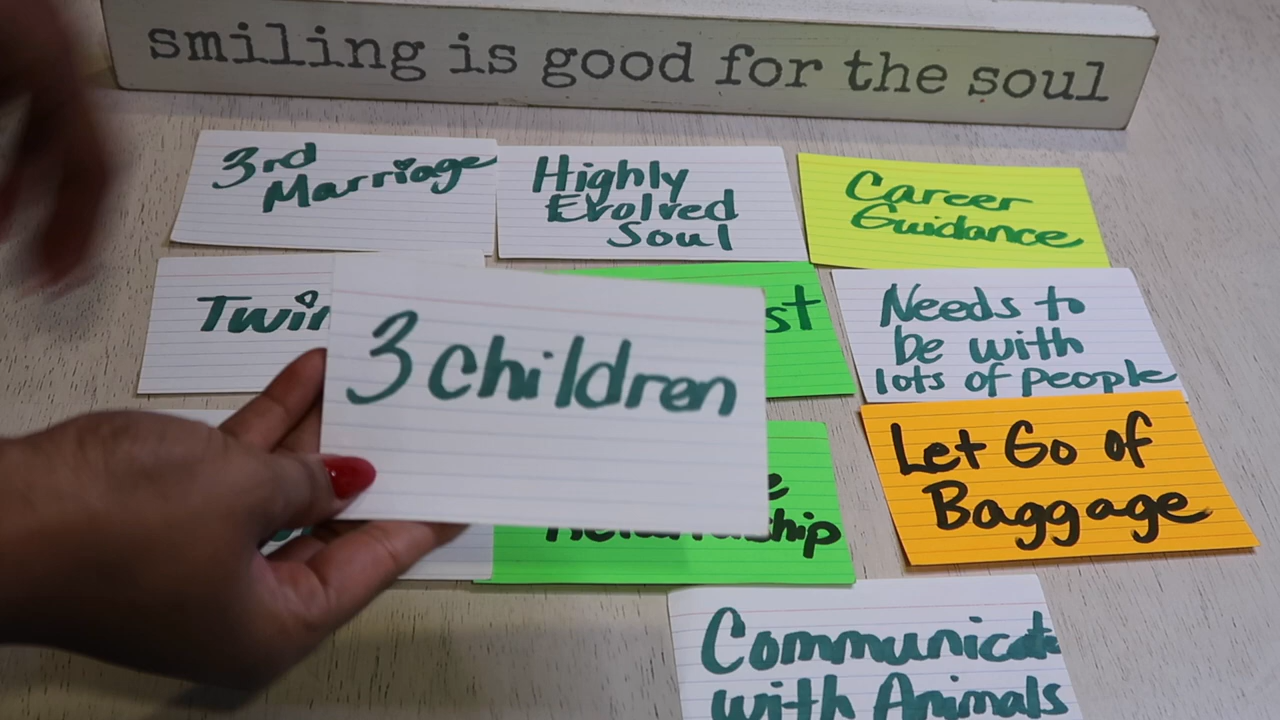 smiling is good for the soul
3rd
Marriage
Highly
Evolved
Soul
Career
Guidance
3 children
Needs to
be with
lots of people
Let Go of
Baggage
Communicate
with Animals